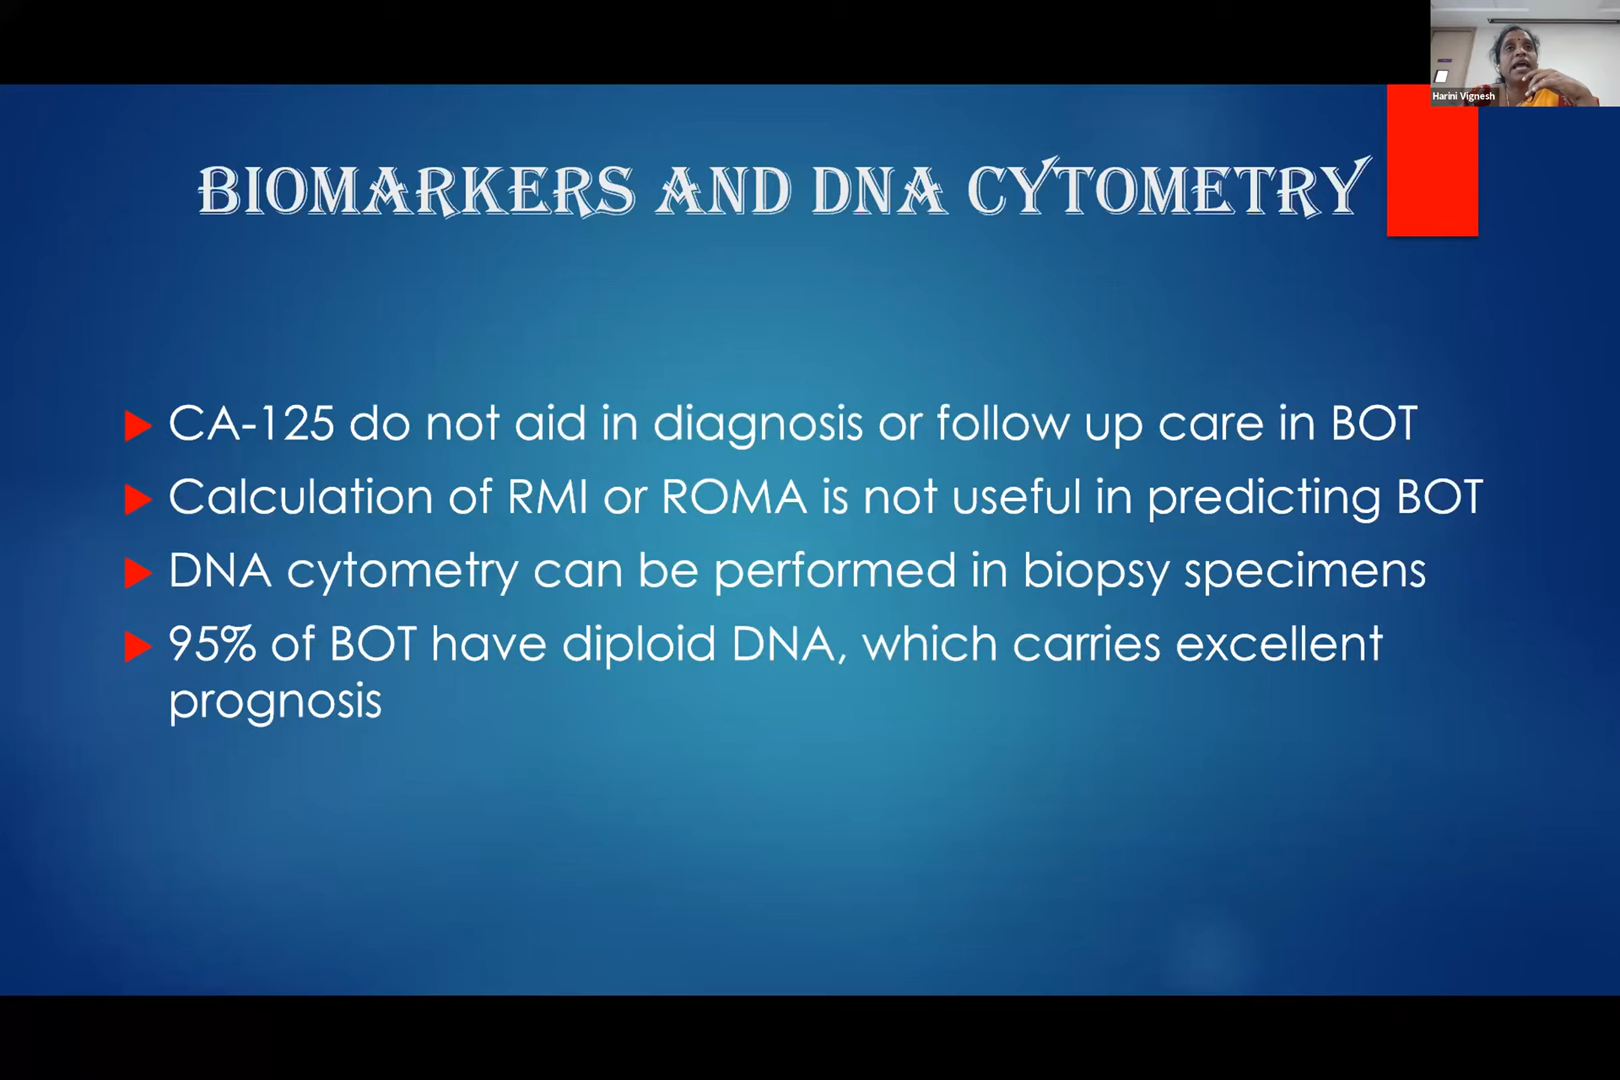 Harini Vignesh
BIOMARKERS AND DNA CYTOMETRY
CA-125 do not aid in diagnosis or follow up care in BOT
Calculation of RMI or ROMA is not useful in predicting BOT
DNA cytometry can be performed in biopsy specimens
95% of BOT have diploid DNA, which carries excellent
prognosis